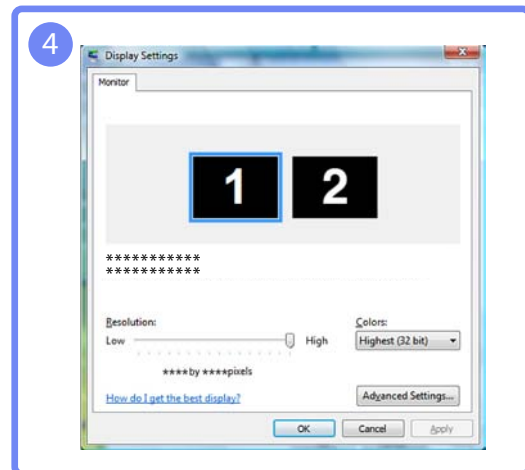 4
Display Settings
Monitor
1 2
***********
***********
Resolution:
Colors:
Low High
Highest (32 bit)
****by ****pixels
How do I get the best display?
Advanced Settings...
OK Cancel Apply